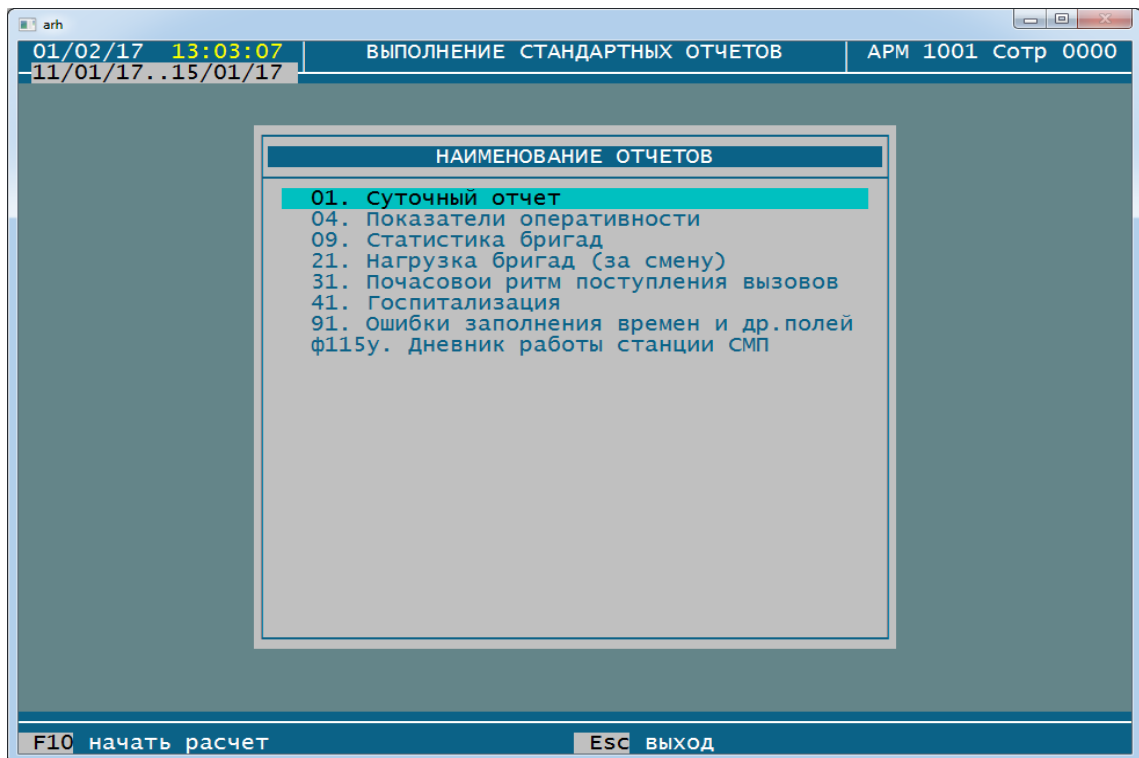 arh
01/02/17 13:03:07 ВЫПОЛНЕНИЕ СТАНДАРТНЫХ ОТЧЕТОВ АРМ 1001 Сотр 0000
11/01/17..15/01/17
НАИМЕНОВАНИЕ ОТЧЕТОВ
01. Суточный отчет
04. Показатели оперативности
09. Статистика бригад
21. Нагрузка бригад (за смену)
31. Почасовои ритм поступления вызовов
41. Госпитализация
91. Ошибки заполнения времен и др.полей
ф115у. Дневник работы станции СМП
F10 начать расчет Esc выход